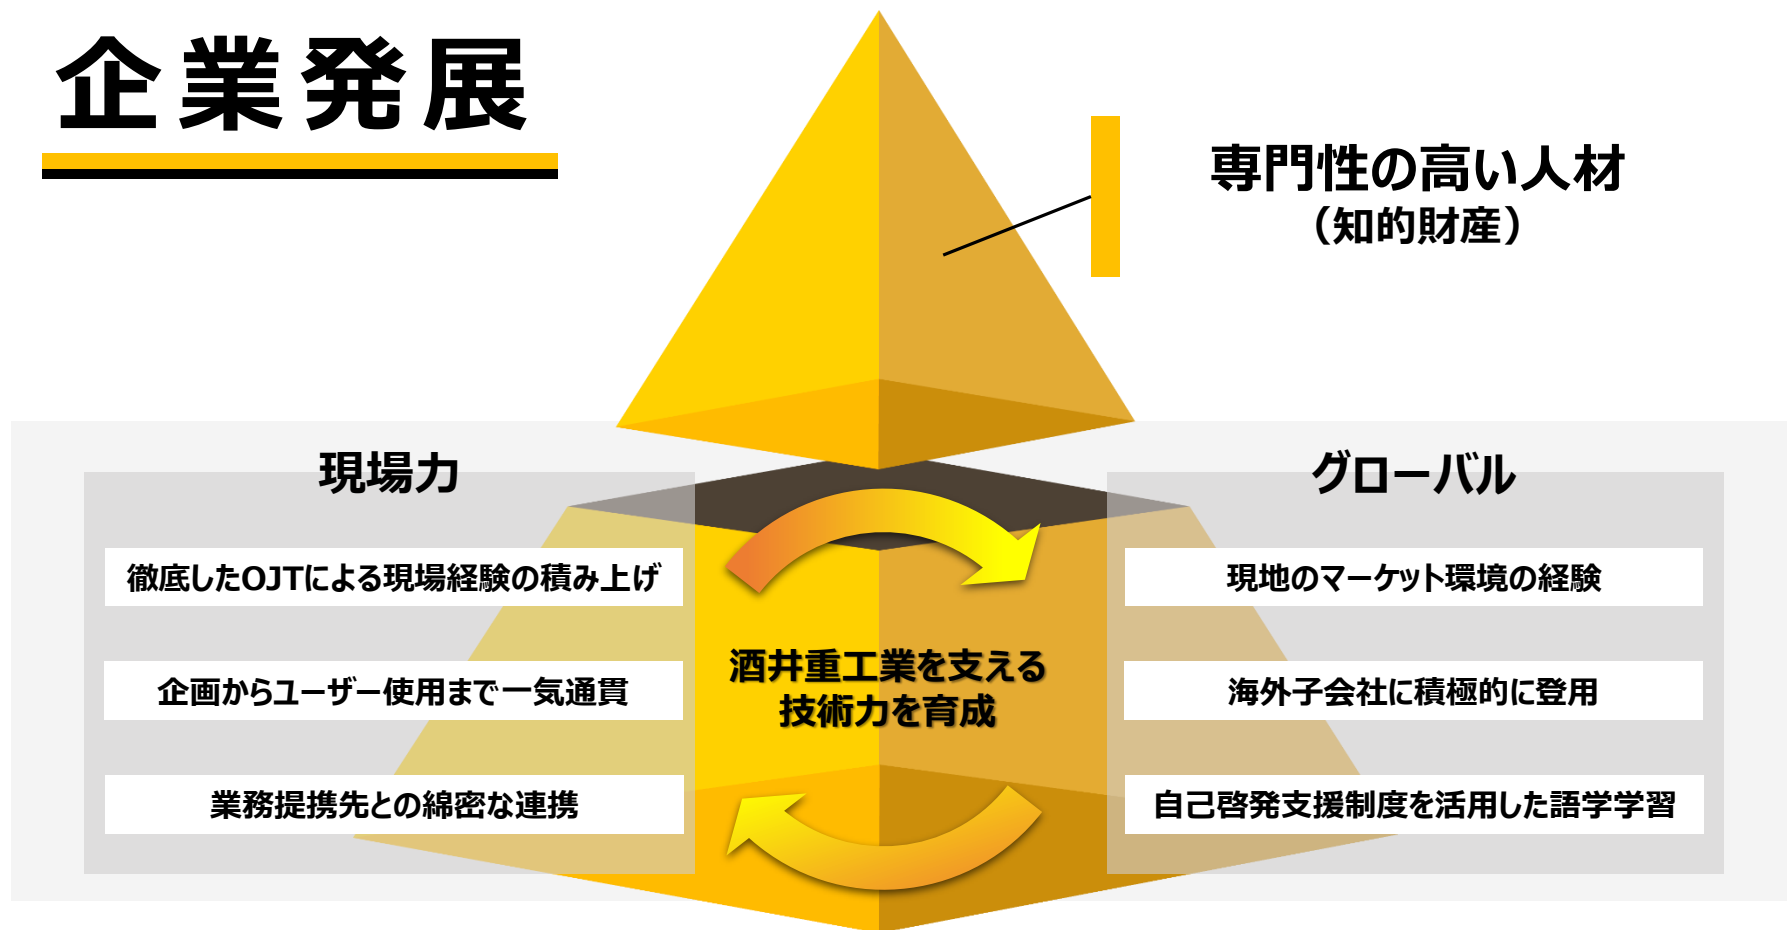 企業発展
専門性の高い人材
（知的財産）
現場力
徹底したOJTによる現場経験の積み上げ
企画からユーザー使用まで一気通貫
業務提携先との綿密な連携
酒井重工業を支える
技術力を育成
グローバル
現地のマーケット環境の経験
海外子会社に積極的に登用
自己啓発支援制度を活用した語学学習